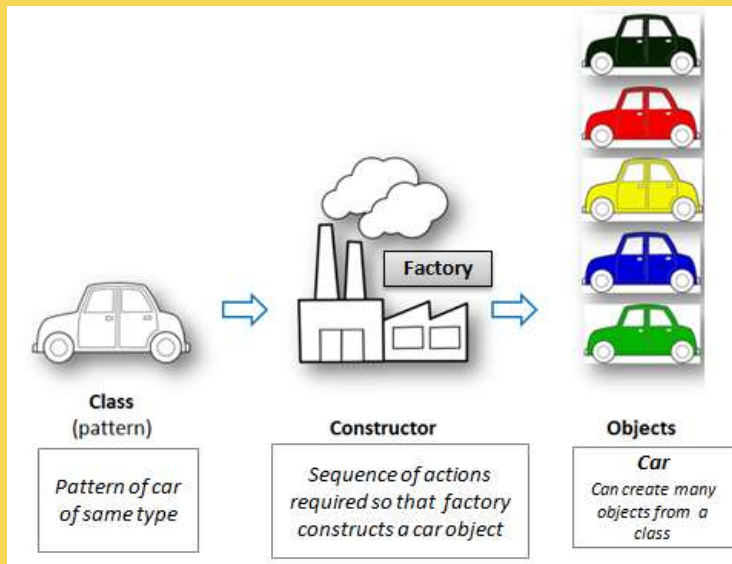 Factory
Class
(pattern)
Pattern of car
of same type
Constructor
Sequence of actions
required so that factory
constructs a car object
Objects
Car
Can create many
objects from a
class